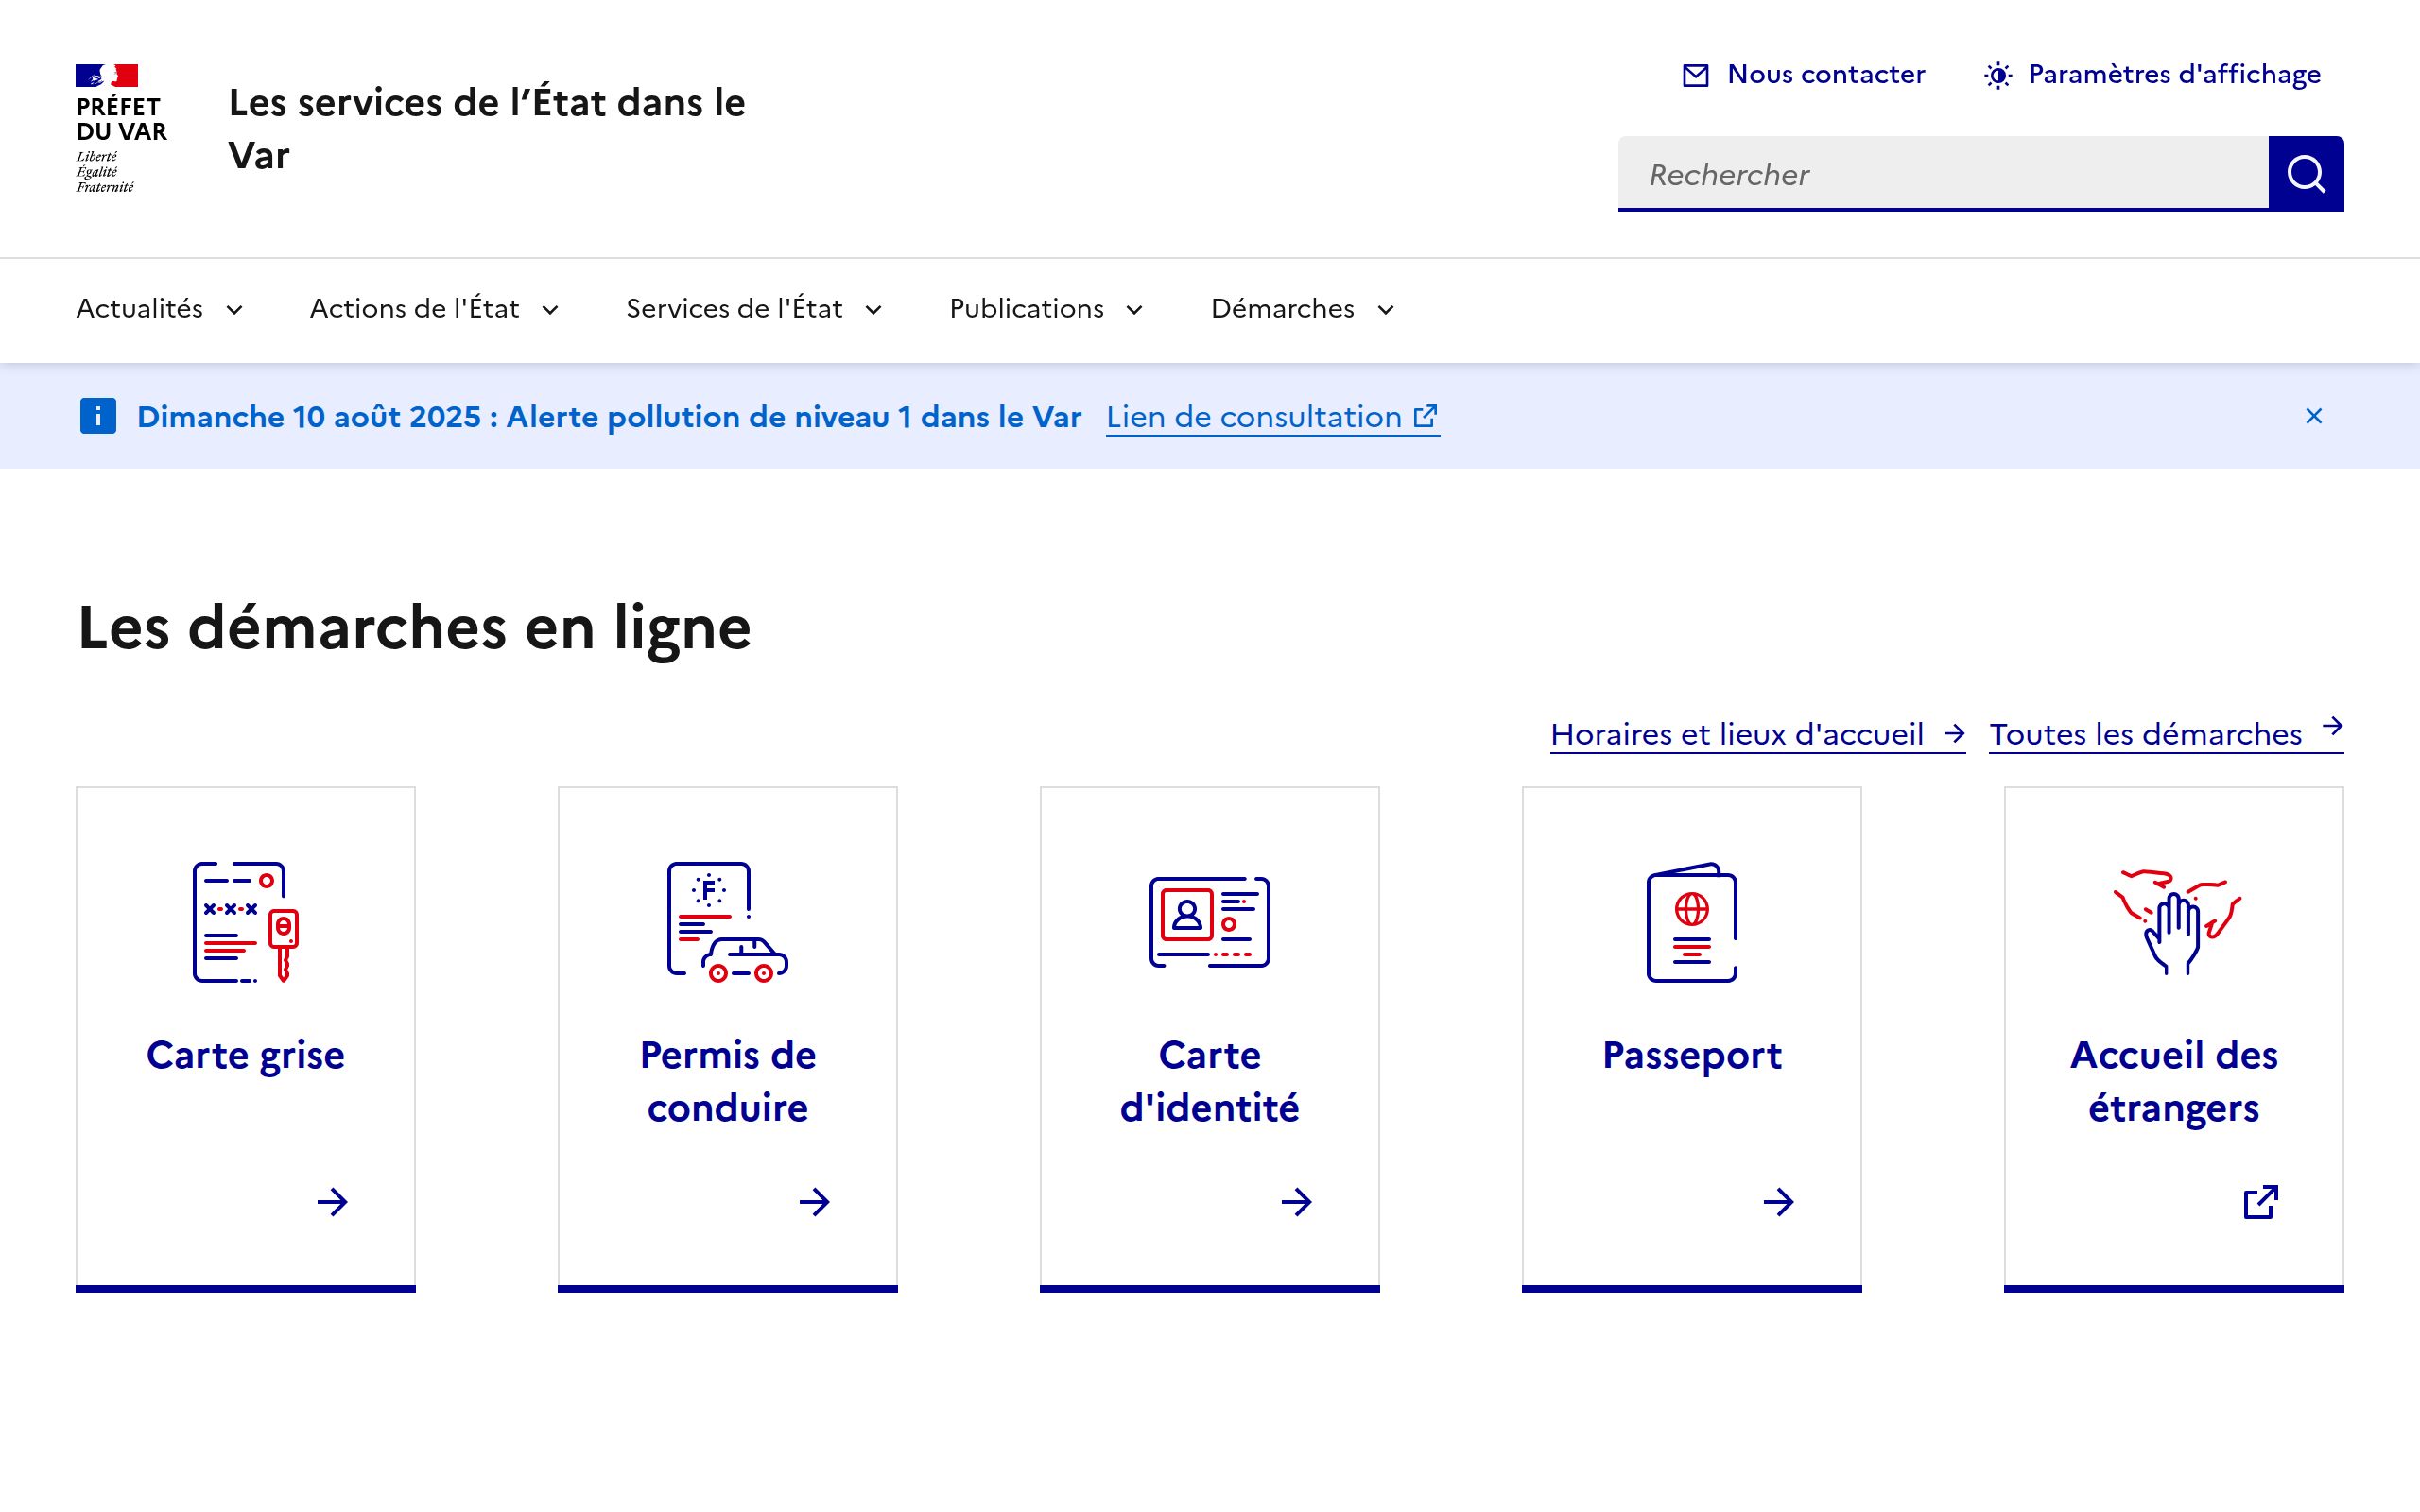 PRÉFET
DU VAR
Liberté
Égalité
Fraternité
Les services de l’État dans le
Var
Nous contacter
Paramètres d'affichage
Rechercher
Actualités
Actions de l'État
Services de l'État
Publications
Démarches
Dimanche 10 août 2025 : Alerte pollution de niveau 1 dans le Var Lien de consultation
Les démarches en ligne
Horaires et lieux d'accueil
Toutes les démarches
F
Carte grise
Permis de
conduire
Carte
d'identité
Passeport
Accueil des
étrangers